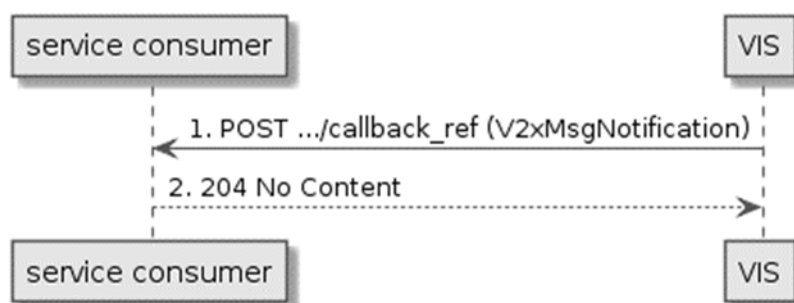 service consumer
VIS
1. POST .../callback_ref (V2xMsgNotification)
2. 204 No Content
service consumer
VIS